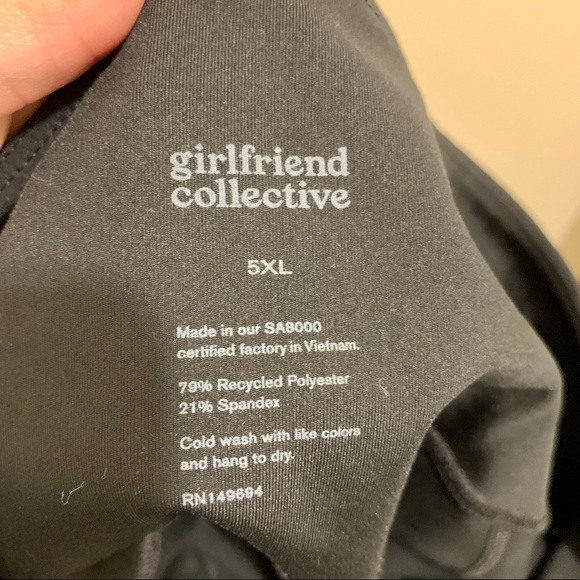 girlfriend
collective
5XL
Made in our SA8000
certified factory in Vietnam.
79% Recycled Polyester
21% Spandex
Cold wash with like colors
and hang to dry.
RN149694